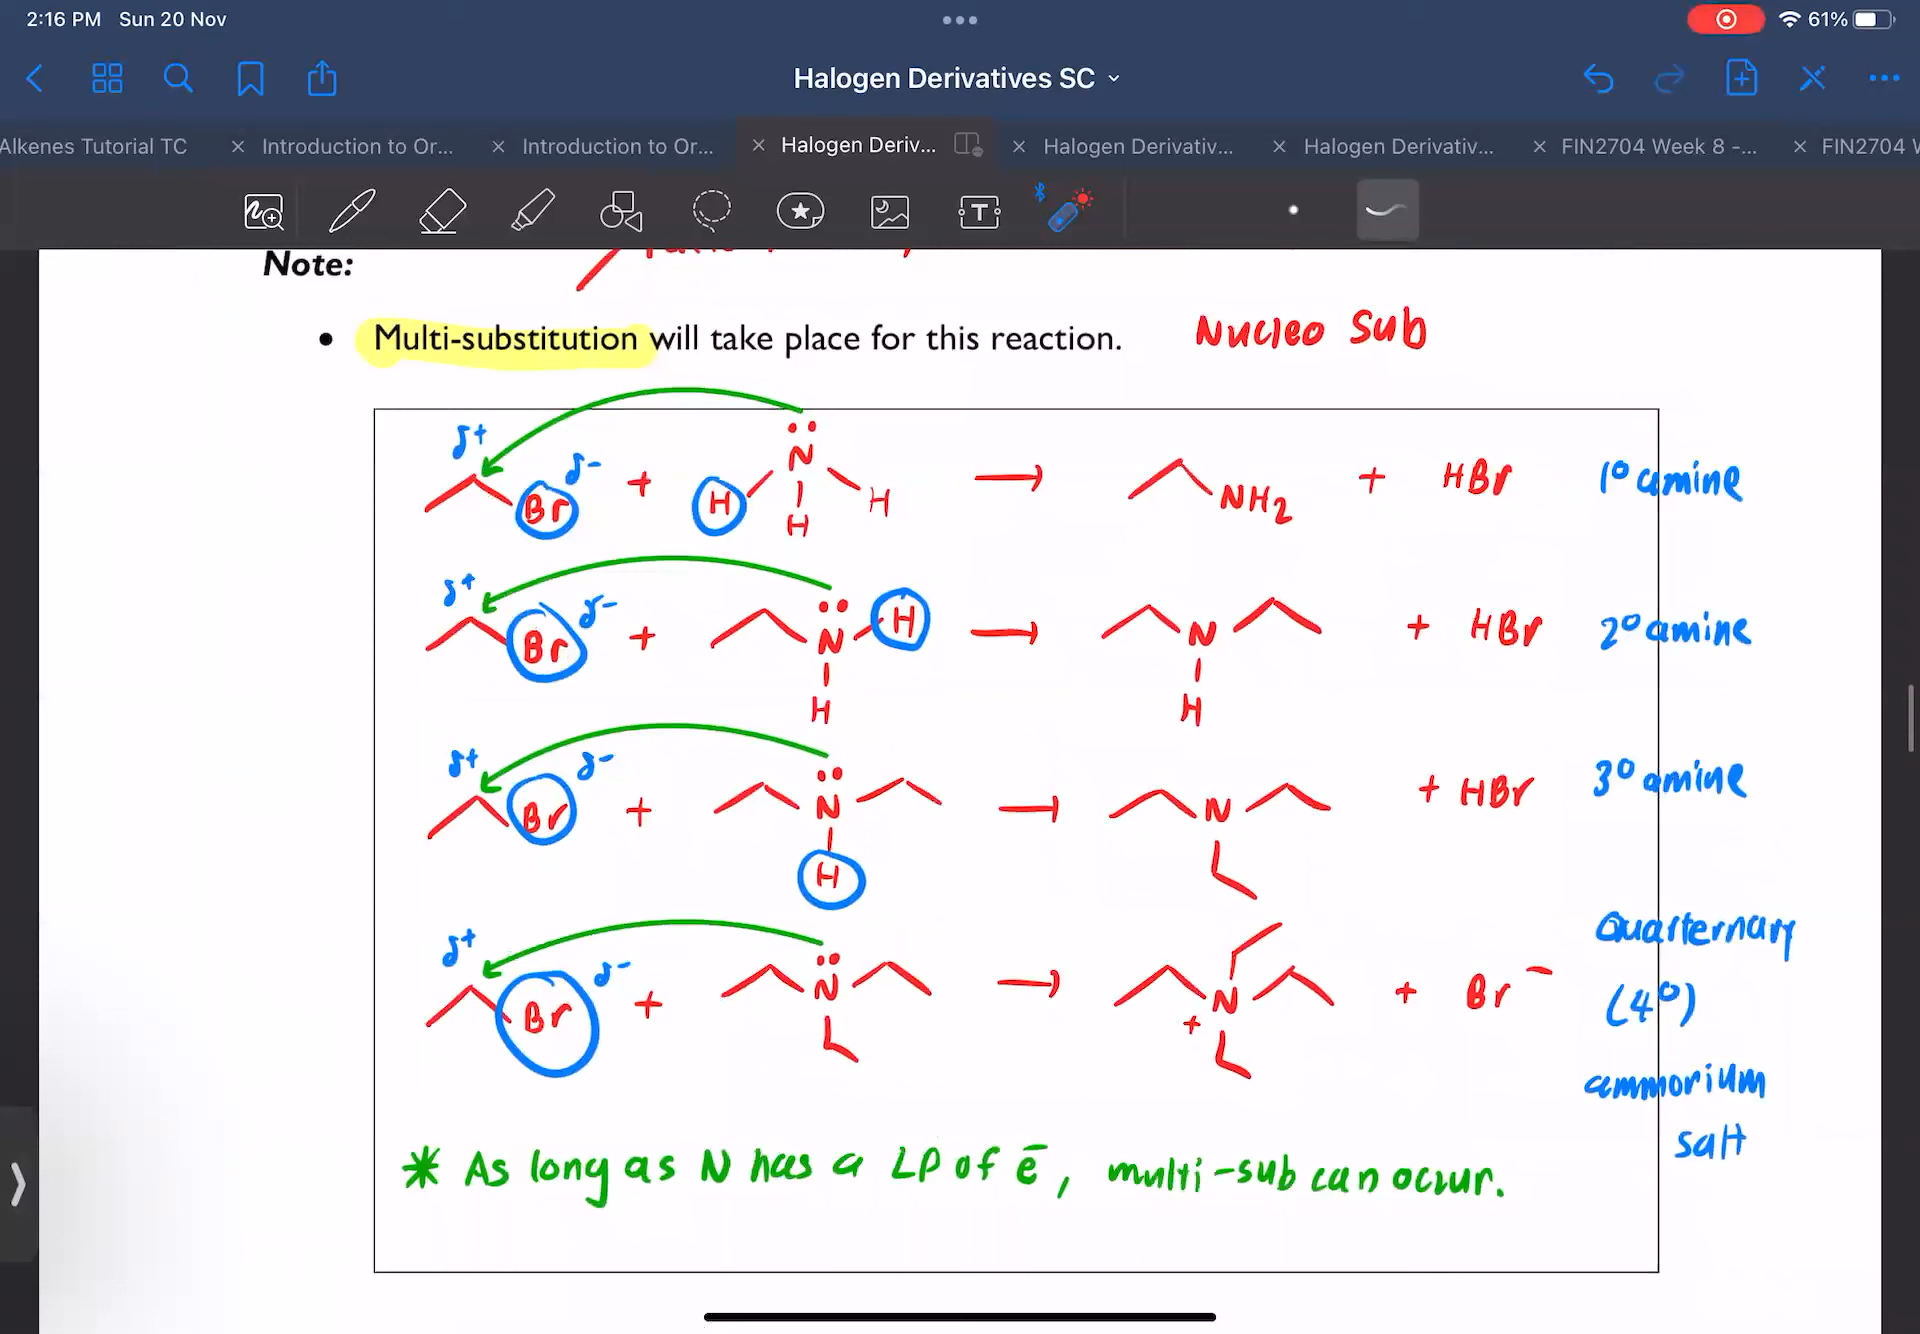 2:16 PM Sun 20 Nov
61%
Halogen Derivatives SC
Alkenes Tutorial TC
Introduction to Or...
Introduction to Or...
Halogen Deriv...
Halogen Derivativ...
Halogen Derivativ...
FIN2704 Week 8 -...
FIN2704
T
Note:
• Multi-substitution will take place for this reaction. Nucleo Sub
δ+ Br δ- + H N H H → NH2 + HBr 1° amine
δ+ Br δ- + N H H → N H + HBr 2° amine
δ+ Br δ- + N H → N + HBr 3° amine
δ+ Br δ- + N → N + + Br - Quarternary
(4°)
ammonium
salt
* As long as N has a LP of e-, multi-sub can occur.